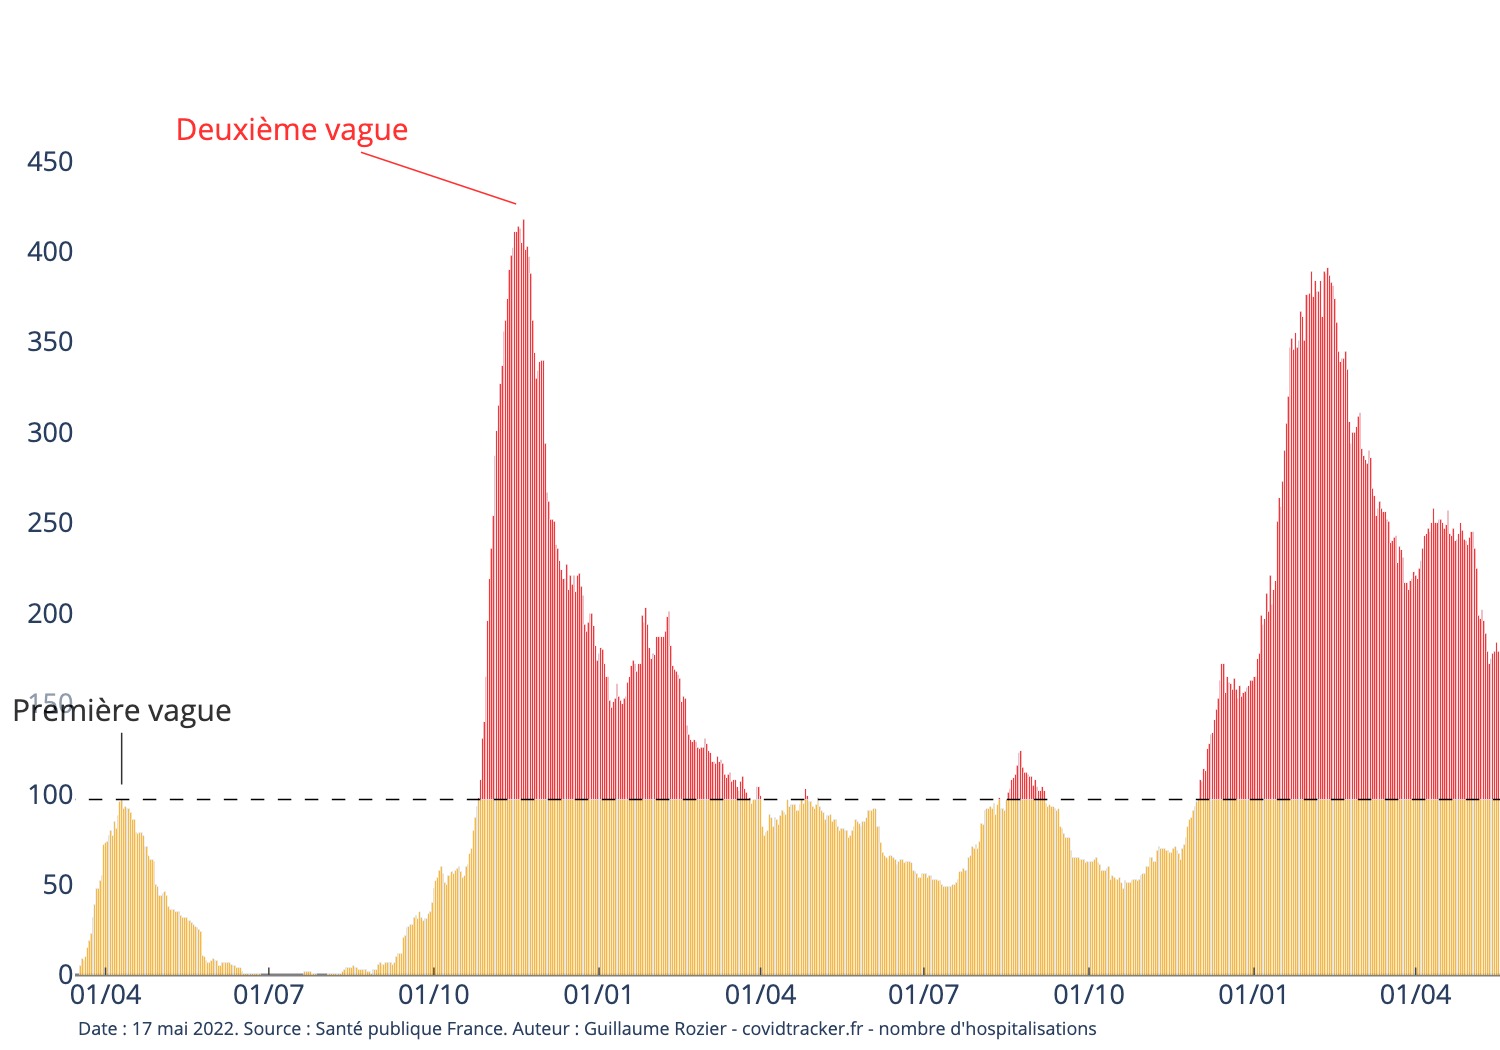 Deuxième vague
450
400
350
300
250
200
150
Première vague
100
50
0
01/04 01/07 01/10 01/01 01/04 01/07 01/10 01/01 01/04
Date : 17 mai 2022. Source : Santé publique France. Auteur : Guillaume Rozier - covidtracker.fr - nombre d'hospitalisations